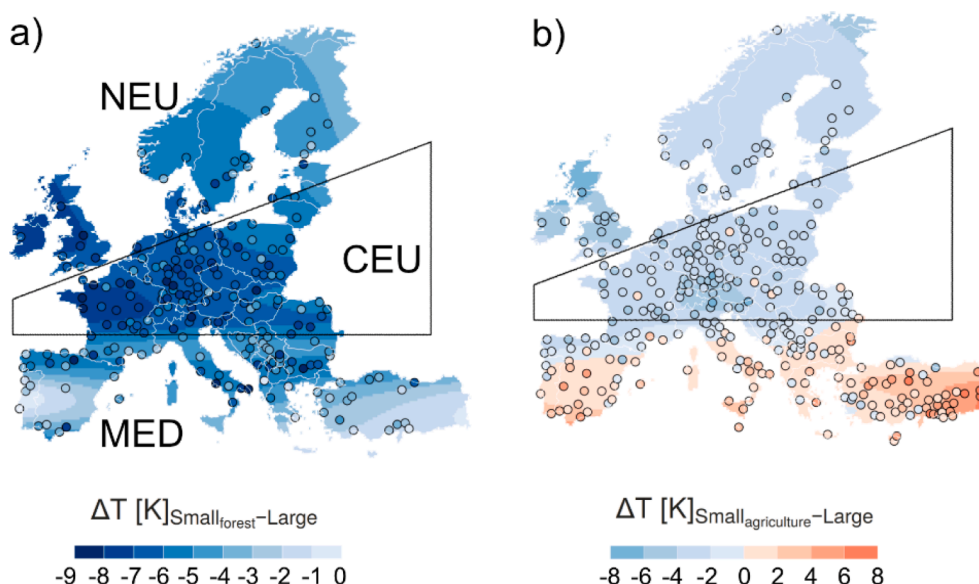 a)
b)
NEU
CEU
MED
ΔT [K]Small_forest–Large
-9 -8 -7 -6 -5 -4 -3 -2 -1 0
ΔT [K]Small_agriculture–Large
-8 -6 -4 -2 0 2 4 6 8